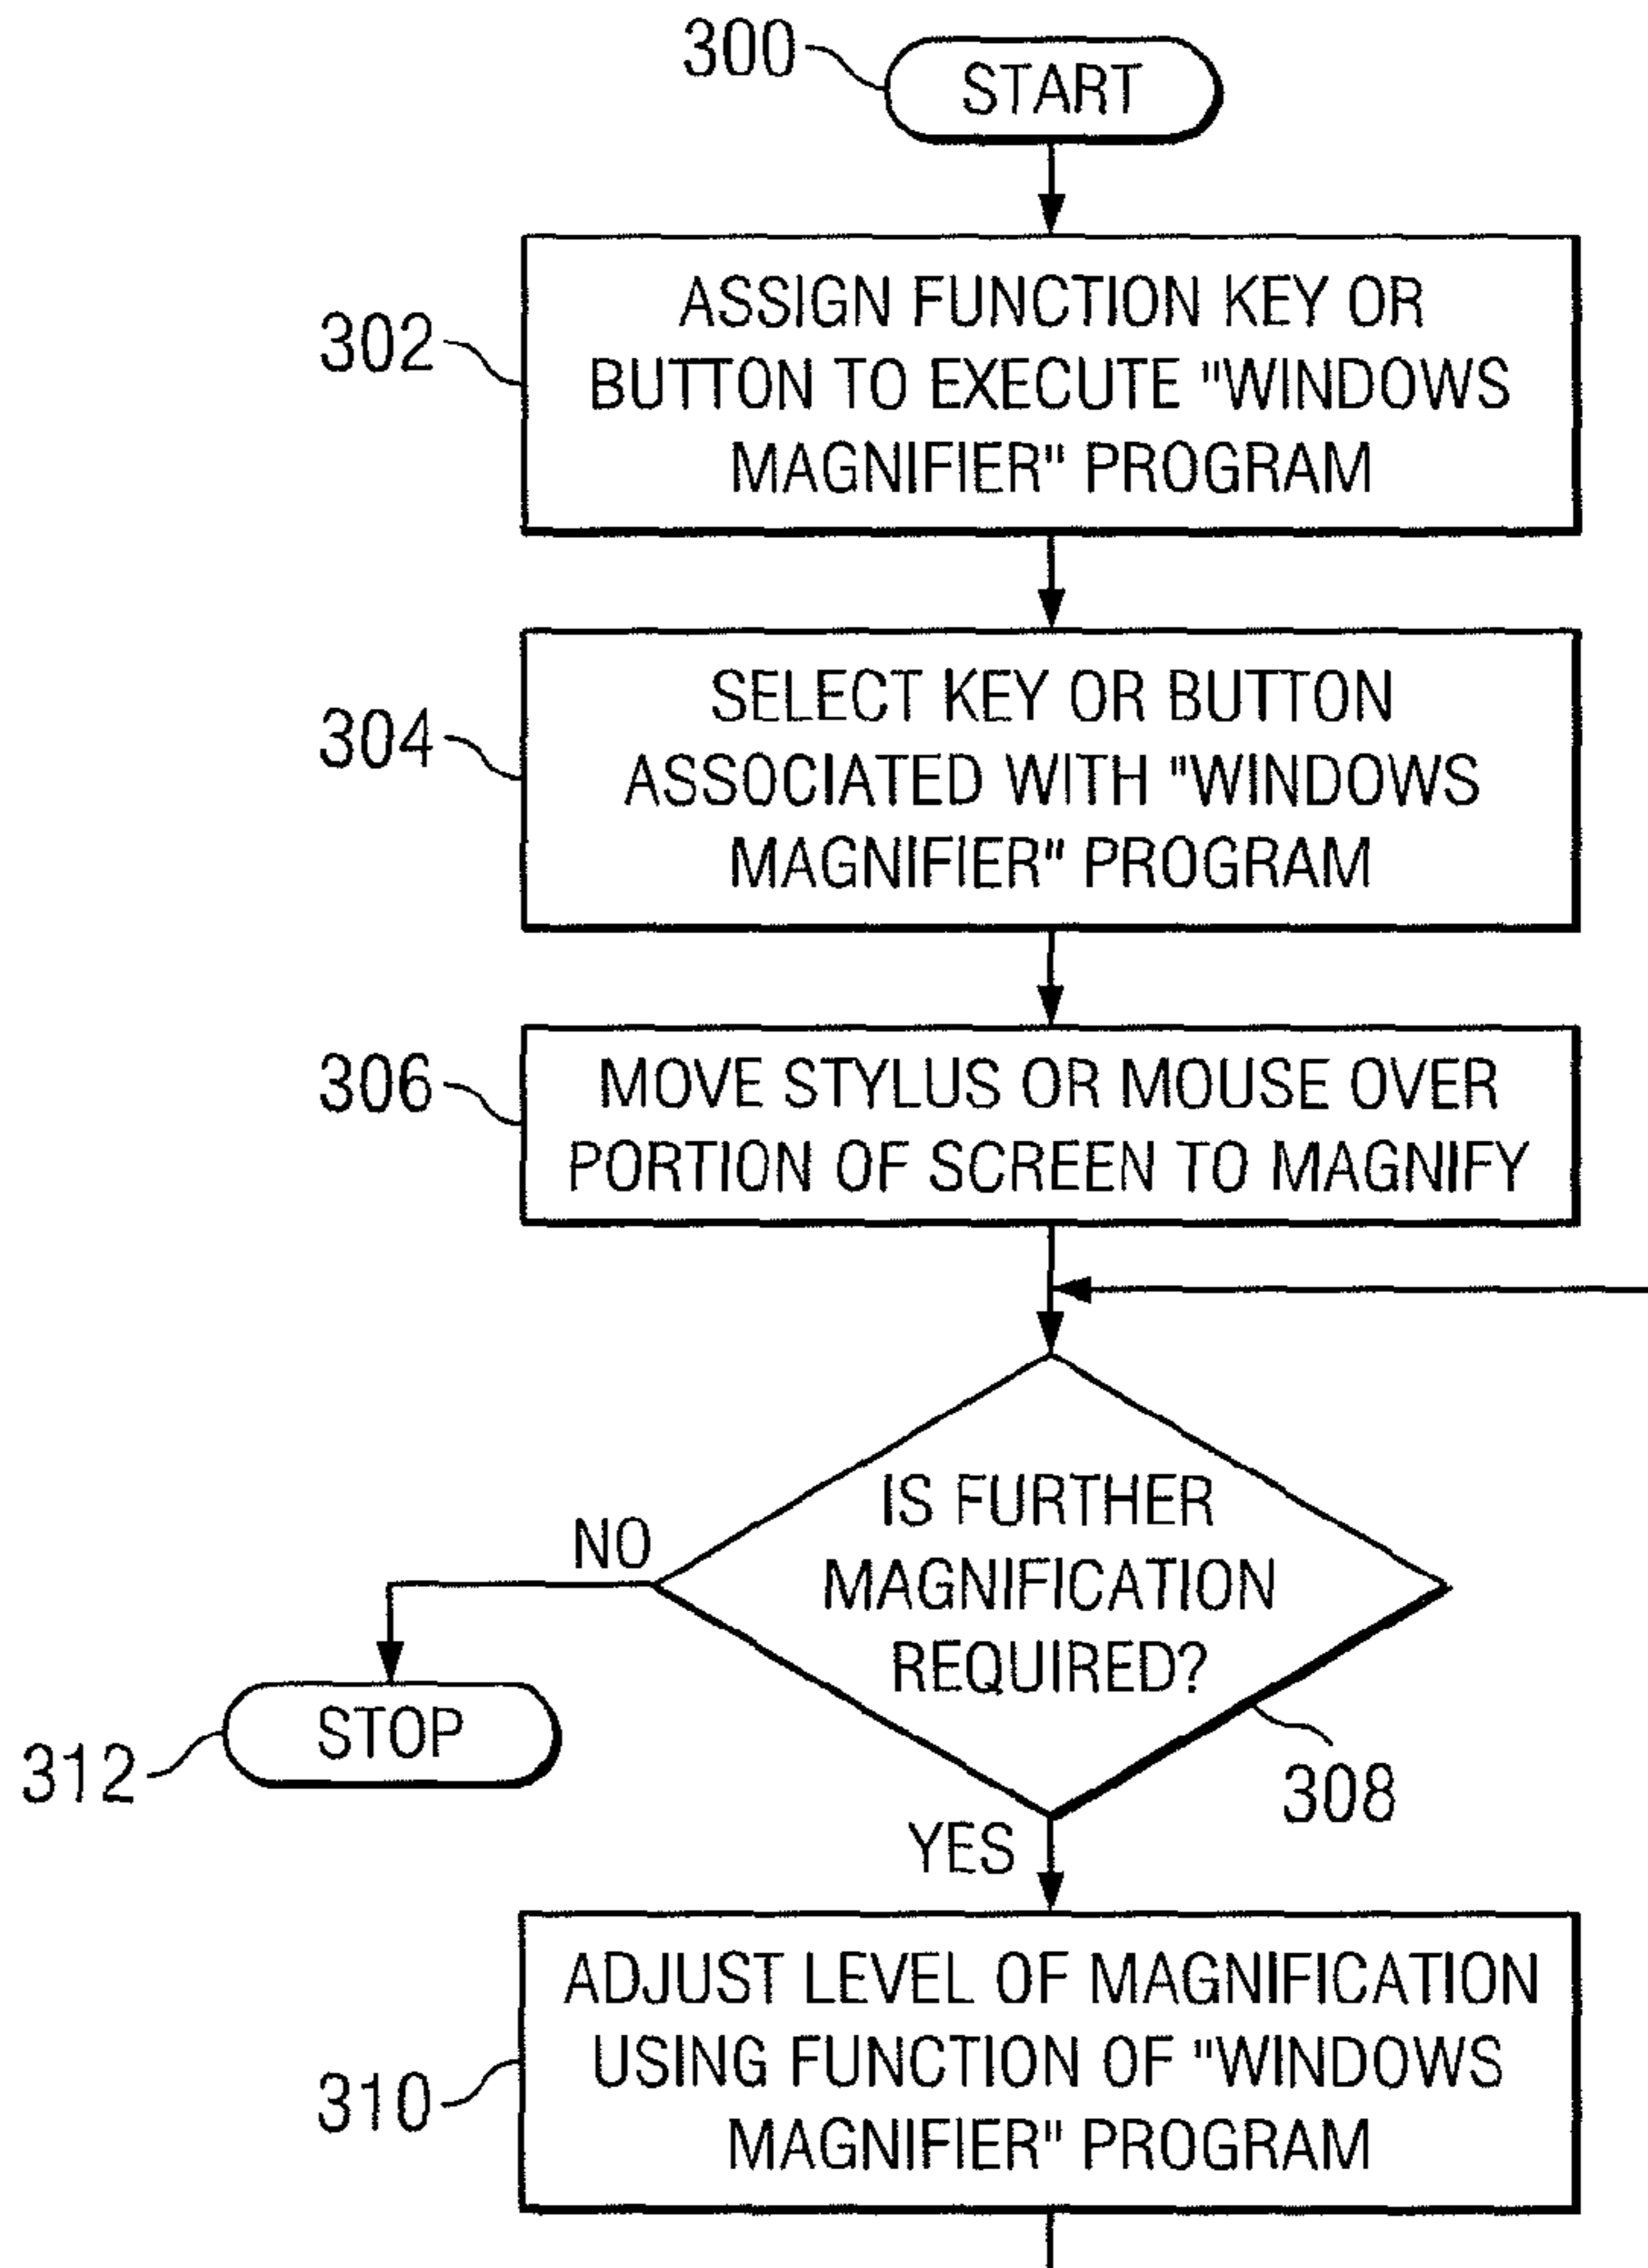 300
START
302
ASSIGN FUNCTION KEY OR
BUTTON TO EXECUTE "WINDOWS
MAGNIFIER" PROGRAM
304
SELECT KEY OR BUTTON
ASSOCIATED WITH "WINDOWS
MAGNIFIER" PROGRAM
306
MOVE STYLUS OR MOUSE OVER
PORTION OF SCREEN TO MAGNIFY
IS FURTHER
MAGNIFICATION
REQUIRED?
NO
STOP
312
308
YES
310
ADJUST LEVEL OF MAGNIFICATION
USING FUNCTION OF "WINDOWS
MAGNIFIER" PROGRAM